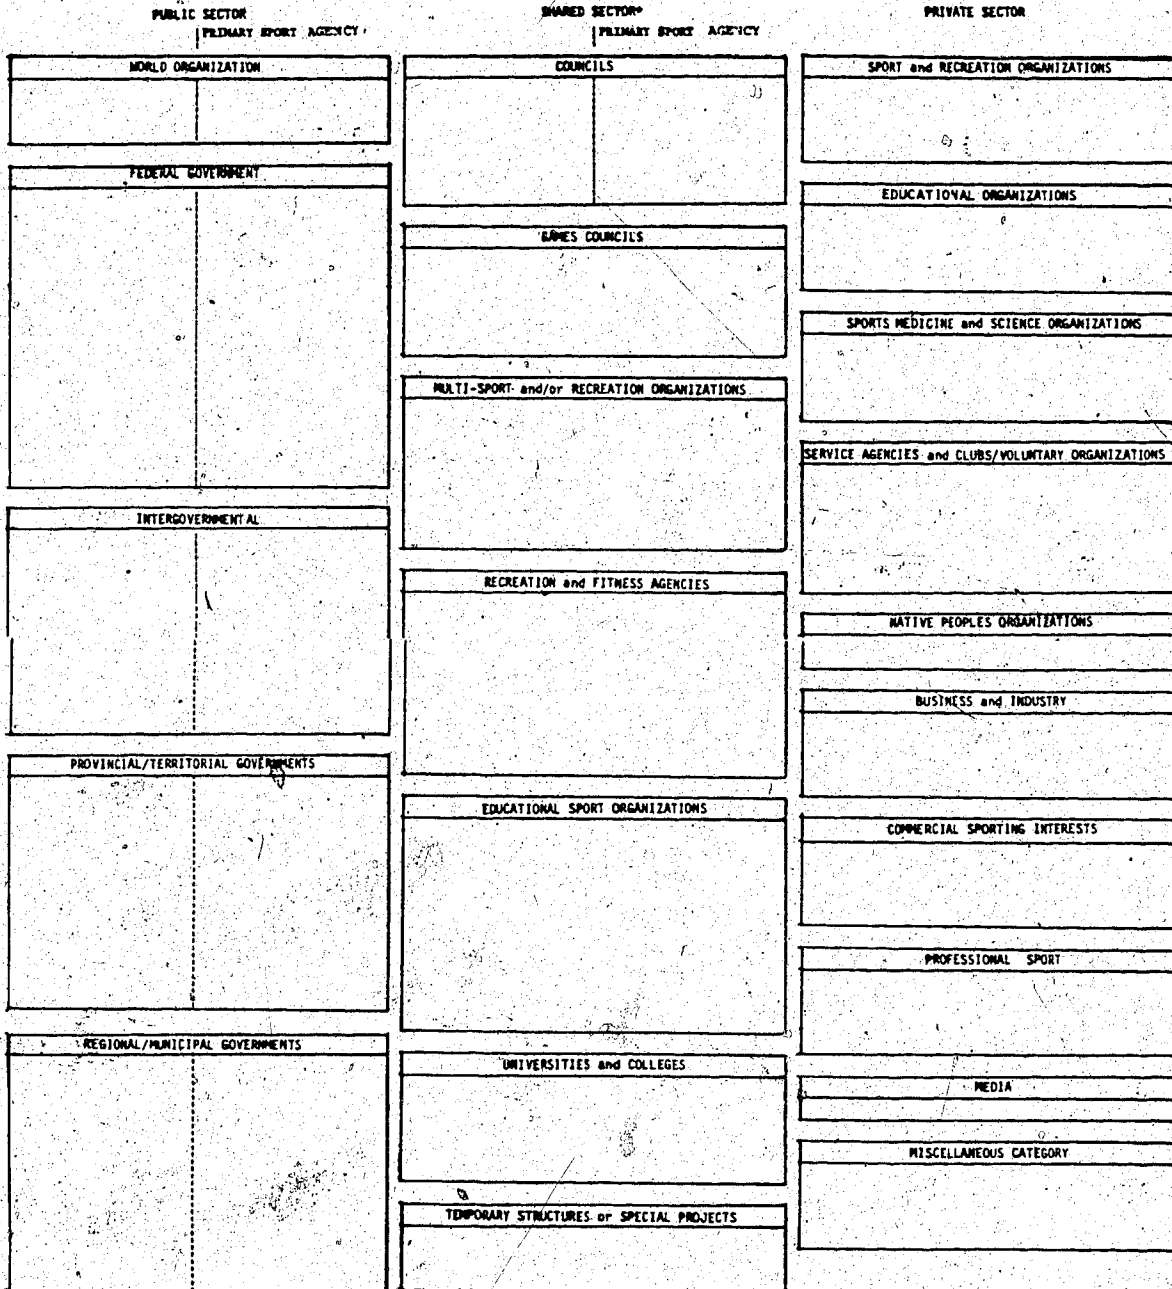 PUBLIC SECTOR
PRIMARY SPORT AGENCY
WORLD ORGANIZATION
FEDERAL GOVERNMENT
INTERGOVERNMENTAL
PROVINCIAL/TERRITORIAL GOVERNMENTS
REGIONAL/MUNICIPAL GOVERNMENTS
SHARED SECTOR*
PRIMARY SPORT AGENCY
COUNCILS
GAMES COUNCILS
MULTI-SPORT and/or RECREATION ORGANIZATIONS
RECREATION and FITNESS AGENCIES
EDUCATIONAL SPORT ORGANIZATIONS
UNIVERSITIES and COLLEGES
TEMPORARY STRUCTURES or SPECIAL PROJECTS
PRIVATE SECTOR
SPORT and RECREATION ORGANIZATIONS
EDUCATIONAL ORGANIZATIONS
SPORTS MEDICINE and SCIENCE ORGANIZATIONS
SERVICE AGENCIES and CLUBS/VOLUNTARY ORGANIZATIONS
NATIVE PEOPLES ORGANIZATIONS
BUSINESS and INDUSTRY
COMMERCIAL SPORTING INTERESTS
PROFESSIONAL SPORT
MEDIA
MISCELLANEOUS CATEGORY